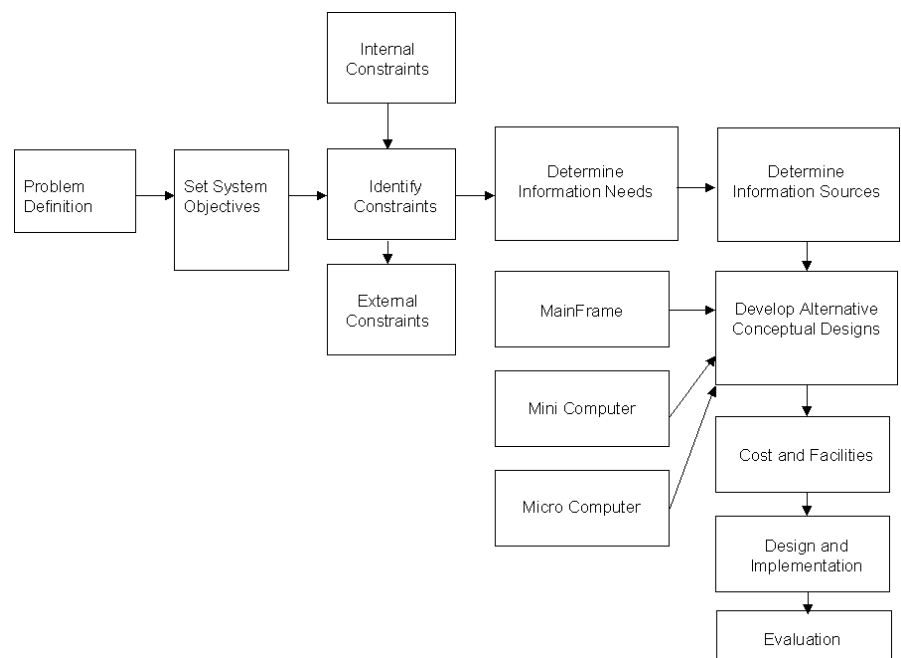 Internal
Constraints
Problem
Definition
Set System
Objectives
Identify
Constraints
Determine
Information Needs
Determine
Information Sources
External
Constraints
MainFrame
Develop Alternative
Conceptual Designs
Mini Computer
Cost and Facilities
Micro Computer
Design and
Implementation
Evaluation